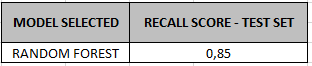 MODEL SELECTED RECALL SCORE - TEST SET
RANDOM FOREST 0,85